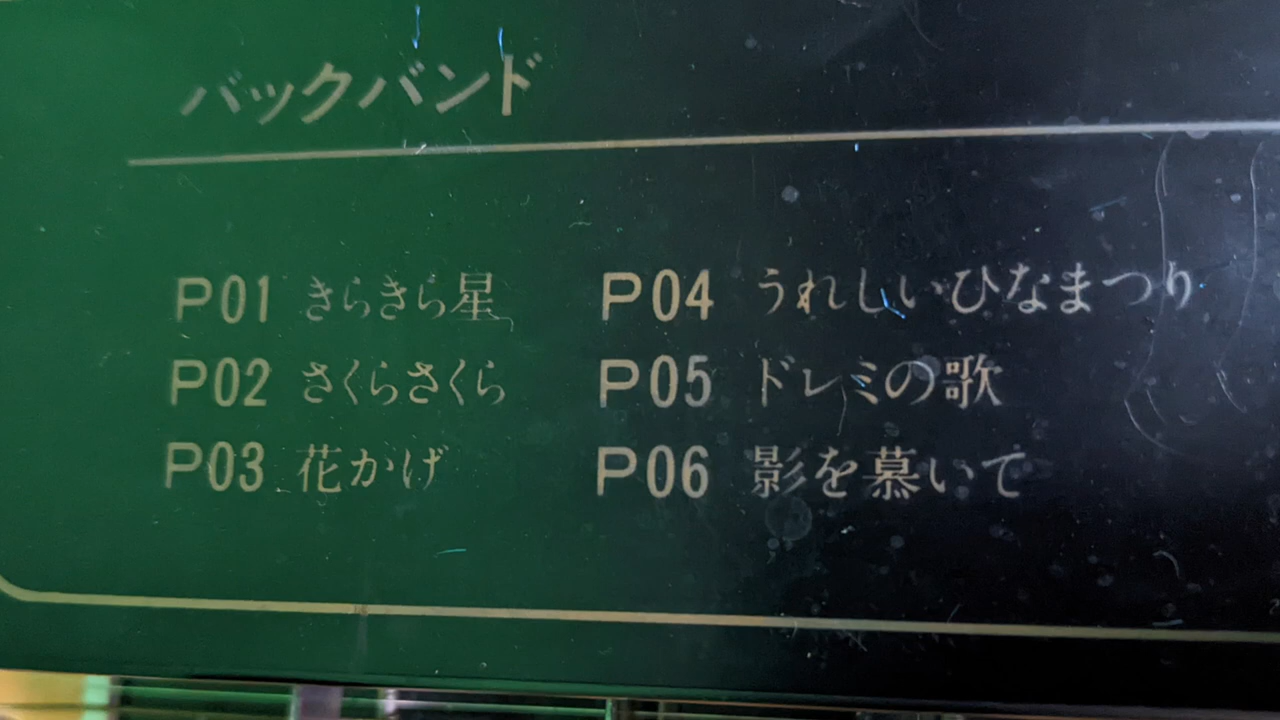 バックバンド
P01 きらきら星
P02 さくらさくら
P03 花かげ
P04 うれしいひなまつり
P05 ドレミの歌
P06 影を慕いて